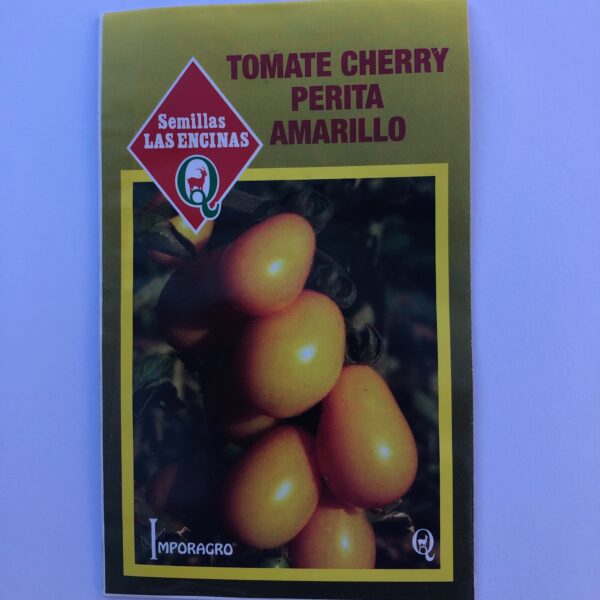 TOMATE CHERRY
PERITA
AMARILLO
Semillas
LAS ENCINAS
Q
IMPORAGRO
Q